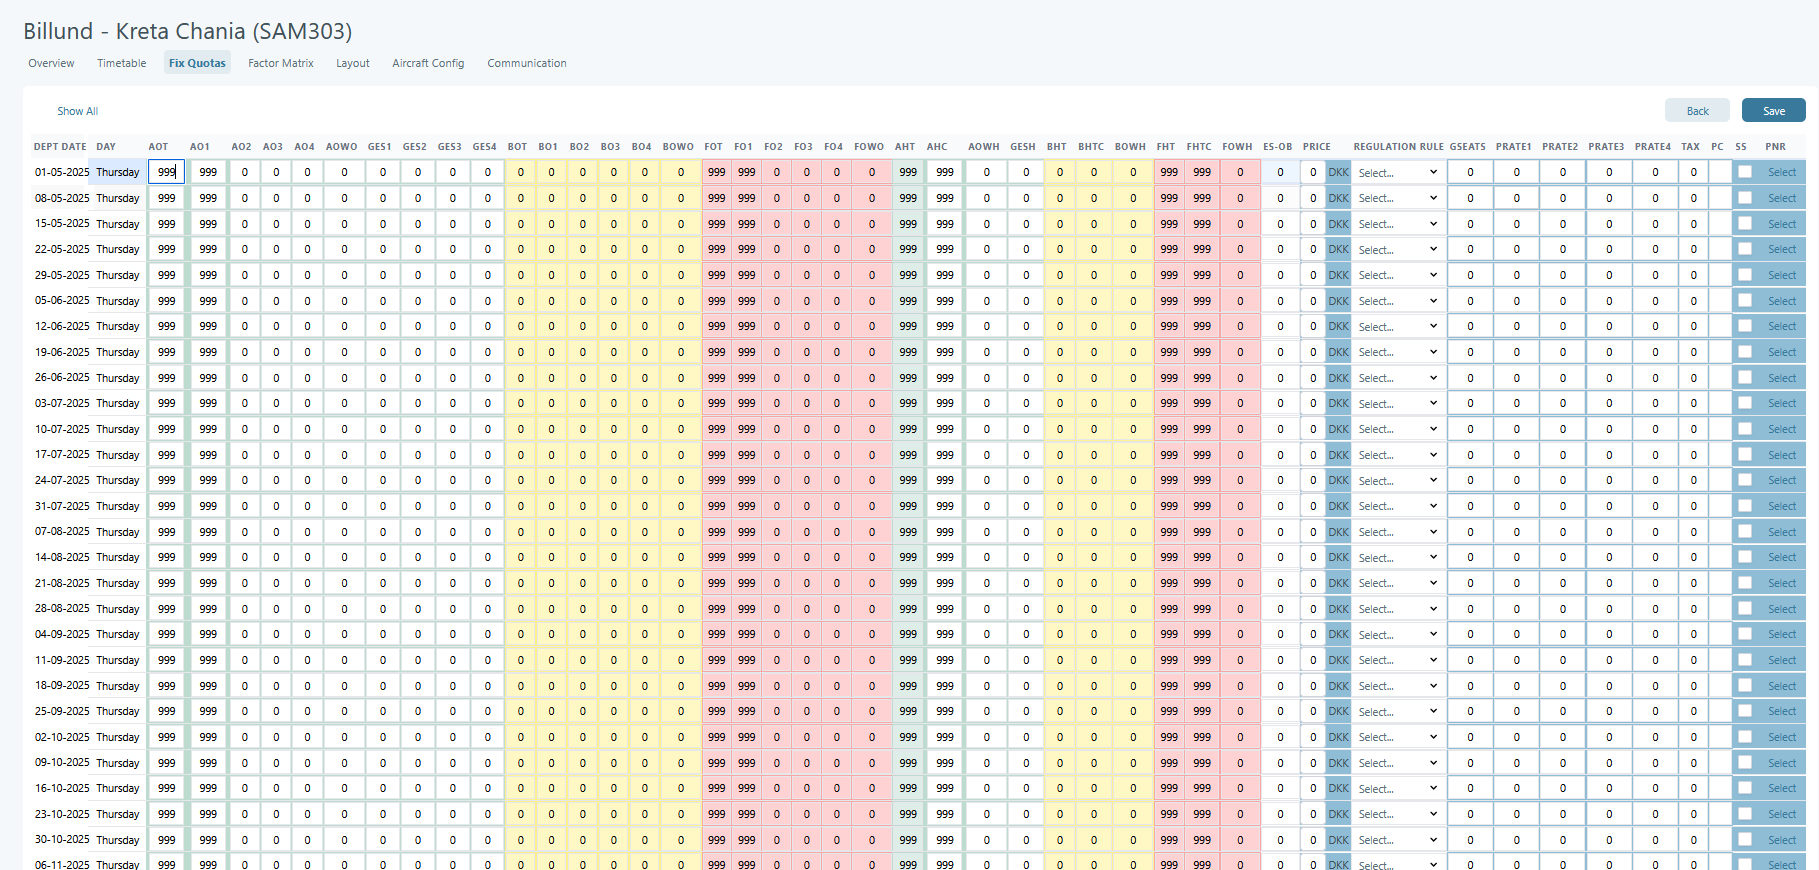 Billund - Kreta Chania (SAM303)
Overview Timetable Fix Quotas Factor Matrix Layout Aircraft Config Communication
Show All Back Save
DEPT DATE DAY AOT AO1 AO2 AO3 AO4 AOWO GES1 GES2 GES3 GES4 BOT BO1 BO2 BO3 BO4 BOWO FOT FO1 FO2 FO3 FO4 FOWO AHT AHC AOWH GESH BHT BHTC BOWH FHT FHTC FOWH ES-OB PRICE REGULATION RULE GSEATS PRATE1 PRATE2 PRATE3 PRATE4 TAX PC SS PNR
01-05-2025 Thursday 999 999 0 0 0 0 0 0 0 0 0 0 0 0 0 0 999 999 0 0 0 0 999 999 0 0 0 0 0 999 999 0 0 0 DKK Select... 0 0 0 0 0 0 Select
08-05-2025 Thursday 999 999 0 0 0 0 0 0 0 0 0 0 0 0 0 0 999 999 0 0 0 0 999 999 0 0 0 0 0 999 999 0 0 0 DKK Select... 0 0 0 0 0 0 Select
15-05-2025 Thursday 999 999 0 0 0 0 0 0 0 0 0 0 0 0 0 0 999 999 0 0 0 0 999 999 0 0 0 0 0 999 999 0 0 0 DKK Select... 0 0 0 0 0 0 Select
22-05-2025 Thursday 999 999 0 0 0 0 0 0 0 0 0 0 0 0 0 0 999 999 0 0 0 0 999 999 0 0 0 0 0 999 999 0 0 0 DKK Select... 0 0 0 0 0 0 Select
29-05-2025 Thursday 999 999 0 0 0 0 0 0 0 0 0 0 0 0 0 0 999 999 0 0 0 0 999 999 0 0 0 0 0 999 999 0 0 0 DKK Select... 0 0 0 0 0 0 Select
05-06-2025 Thursday 999 999 0 0 0 0 0 0 0 0 0 0 0 0 0 0 999 999 0 0 0 0 999 999 0 0 0 0 0 999 999 0 0 0 DKK Select... 0 0 0 0 0 0 Select
12-06-2025 Thursday 999 999 0 0 0 0 0 0 0 0 0 0 0 0 0 0 999 999 0 0 0 0 999 999 0 0 0 0 0 999 999 0 0 0 DKK Select... 0 0 0 0 0 0 Select
19-06-2025 Thursday 999 999 0 0 0 0 0 0 0 0 0 0 0 0 0 0 999 999 0 0 0 0 999 999 0 0 0 0 0 999 999 0 0 0 DKK Select... 0 0 0 0 0 0 Select
26-06-2025 Thursday 999 999 0 0 0 0 0 0 0 0 0 0 0 0 0 0 999 999 0 0 0 0 999 999 0 0 0 0 0 999 999 0 0 0 DKK Select... 0 0 0 0 0 0 Select
03-07-2025 Thursday 999 999 0 0 0 0 0 0 0 0 0 0 0 0 0 0 999 999 0 0 0 0 999 999 0 0 0 0 0 999 999 0 0 0 DKK Select... 0 0 0 0 0 0 Select
10-07-2025 Thursday 999 999 0 0 0 0 0 0 0 0 0 0 0 0 0 0 999 999 0 0 0 0 999 999 0 0 0 0 0 999 999 0 0 0 DKK Select... 0 0 0 0 0 0 Select
17-07-2025 Thursday 999 999 0 0 0 0 0 0 0 0 0 0 0 0 0 0 999 999 0 0 0 0 999 999 0 0 0 0 0 999 999 0 0 0 DKK Select... 0 0 0 0 0 0 Select
24-07-2025 Thursday 999 999 0 0 0 0 0 0 0 0 0 0 0 0 0 0 999 999 0 0 0 0 999 999 0 0 0 0 0 999 999 0 0 0 DKK Select... 0 0 0 0 0 0 Select
31-07-2025 Thursday 999 999 0 0 0 0 0 0 0 0 0 0 0 0 0 0 999 999 0 0 0 0 999 999 0 0 0 0 0 999 999 0 0 0 DKK Select... 0 0 0 0 0 0 Select
07-08-2025 Thursday 999 999 0 0 0 0 0 0 0 0 0 0 0 0 0 0 999 999 0 0 0 0 999 999 0 0 0 0 0 999 999 0 0 0 DKK Select... 0 0 0 0 0 0 Select
14-08-2025 Thursday 999 999 0 0 0 0 0 0 0 0 0 0 0 0 0 0 999 999 0 0 0 0 999 999 0 0 0 0 0 999 999 0 0 0 DKK Select... 0 0 0 0 0 0 Select
21-08-2025 Thursday 999 999 0 0 0 0 0 0 0 0 0 0 0 0 0 0 999 999 0 0 0 0 999 999 0 0 0 0 0 999 999 0 0 0 DKK Select... 0 0 0 0 0 0 Select
28-08-2025 Thursday 999 999 0 0 0 0 0 0 0 0 0 0 0 0 0 0 999 999 0 0 0 0 999 999 0 0 0 0 0 999 999 0 0 0 DKK Select... 0 0 0 0 0 0 Select
04-09-2025 Thursday 999 999 0 0 0 0 0 0 0 0 0 0 0 0 0 0 999 999 0 0 0 0 999 999 0 0 0 0 0 999 999 0 0 0 DKK Select... 0 0 0 0 0 0 Select
11-09-2025 Thursday 999 999 0 0 0 0 0 0 0 0 0 0 0 0 0 0 999 999 0 0 0 0 999 999 0 0 0 0 0 999 999 0 0 0 DKK Select... 0 0 0 0 0 0 Select
18-09-2025 Thursday 999 999 0 0 0 0 0 0 0 0 0 0 0 0 0 0 999 999 0 0 0 0 999 999 0 0 0 0 0 999 999 0 0 0 DKK Select... 0 0 0 0 0 0 Select
25-09-2025 Thursday 999 999 0 0 0 0 0 0 0 0 0 0 0 0 0 0 999 999 0 0 0 0 999 999 0 0 0 0 0 999 999 0 0 0 DKK Select... 0 0 0 0 0 0 Select
02-10-2025 Thursday 999 999 0 0 0 0 0 0 0 0 0 0 0 0 0 0 999 999 0 0 0 0 999 999 0 0 0 0 0 999 999 0 0 0 DKK Select... 0 0 0 0 0 0 Select
09-10-2025 Thursday 999 999 0 0 0 0 0 0 0 0 0 0 0 0 0 0 999 999 0 0 0 0 999 999 0 0 0 0 0 999 999 0 0 0 DKK Select... 0 0 0 0 0 0 Select
16-10-2025 Thursday 999 999 0 0 0 0 0 0 0 0 0 0 0 0 0 0 999 999 0 0 0 0 999 999 0 0 0 0 0 999 999 0 0 0 DKK Select... 0 0 0 0 0 0 Select
23-10-2025 Thursday 999 999 0 0 0 0 0 0 0 0 0 0 0 0 0 0 999 999 0 0 0 0 999 999 0 0 0 0 0 999 999 0 0 0 DKK Select... 0 0 0 0 0 0 Select
30-10-2025 Thursday 999 999 0 0 0 0 0 0 0 0 0 0 0 0 0 0 999 999 0 0 0 0 999 999 0 0 0 0 0 999 999 0 0 0 DKK Select... 0 0 0 0 0 0 Select
06-11-2025 Thursday 999 999 0 0 0 0 0 0 0 0 0 0 0 0 0 0 999 999 0 0 0 0 999 999 0 0 0 0 0 999 999 0 0 0 DKK Select... 0 0 0 0 0 0 Select